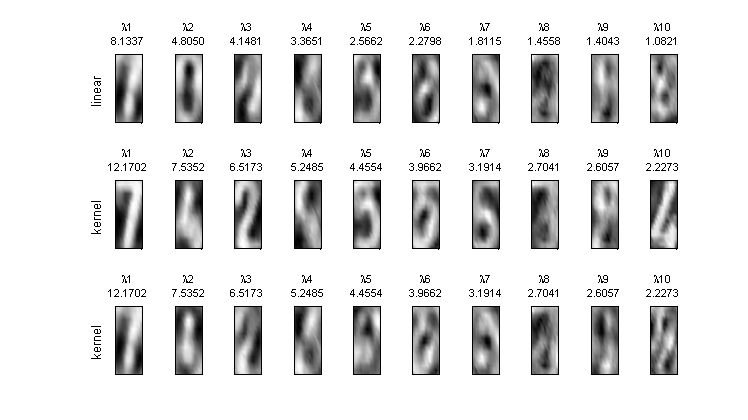 λ1 λ2 λ3 λ4 λ5 λ6 λ7 λ8 λ9 λ10
8.1337 4.8050 4.1481 3.3651 2.5662 2.2798 1.8115 1.4558 1.4043 1.0821
linear
λ1 λ2 λ3 λ4 λ5 λ6 λ7 λ8 λ9 λ10
12.1702 7.5352 6.5173 5.2485 4.4554 3.9662 3.1914 2.7041 2.6057 2.2273
kernel
λ1 λ2 λ3 λ4 λ5 λ6 λ7 λ8 λ9 λ10
12.1702 7.5352 6.5173 5.2485 4.4554 3.9662 3.1914 2.7041 2.6057 2.2273
kernel